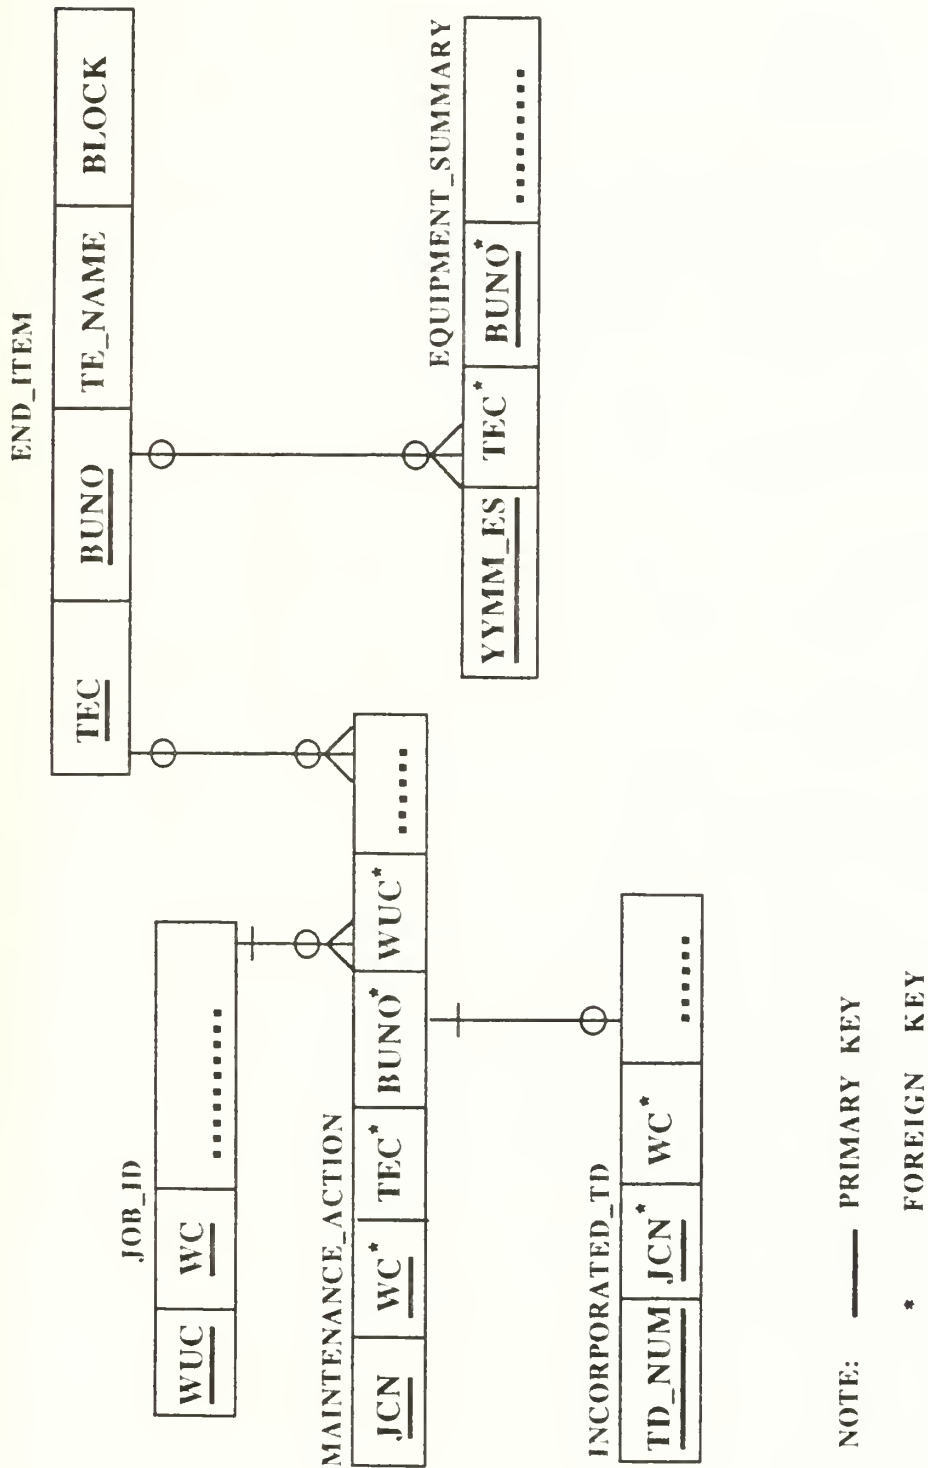 END_ITEM
TEC BUNO TE_NAME BLOCK
JOB_ID
WUC WC ..........
MAINTENANCE_ACTION
JCN WC* TEC* BUNO* WUC* ......
EQUIPMENT_SUMMARY
YYMM_ES TEC* BUNO* ..........
INCORPORATED_TD
TD_NUM JCN* WC* .......
NOTE: PRIMARY KEY
* FOREIGN KEY